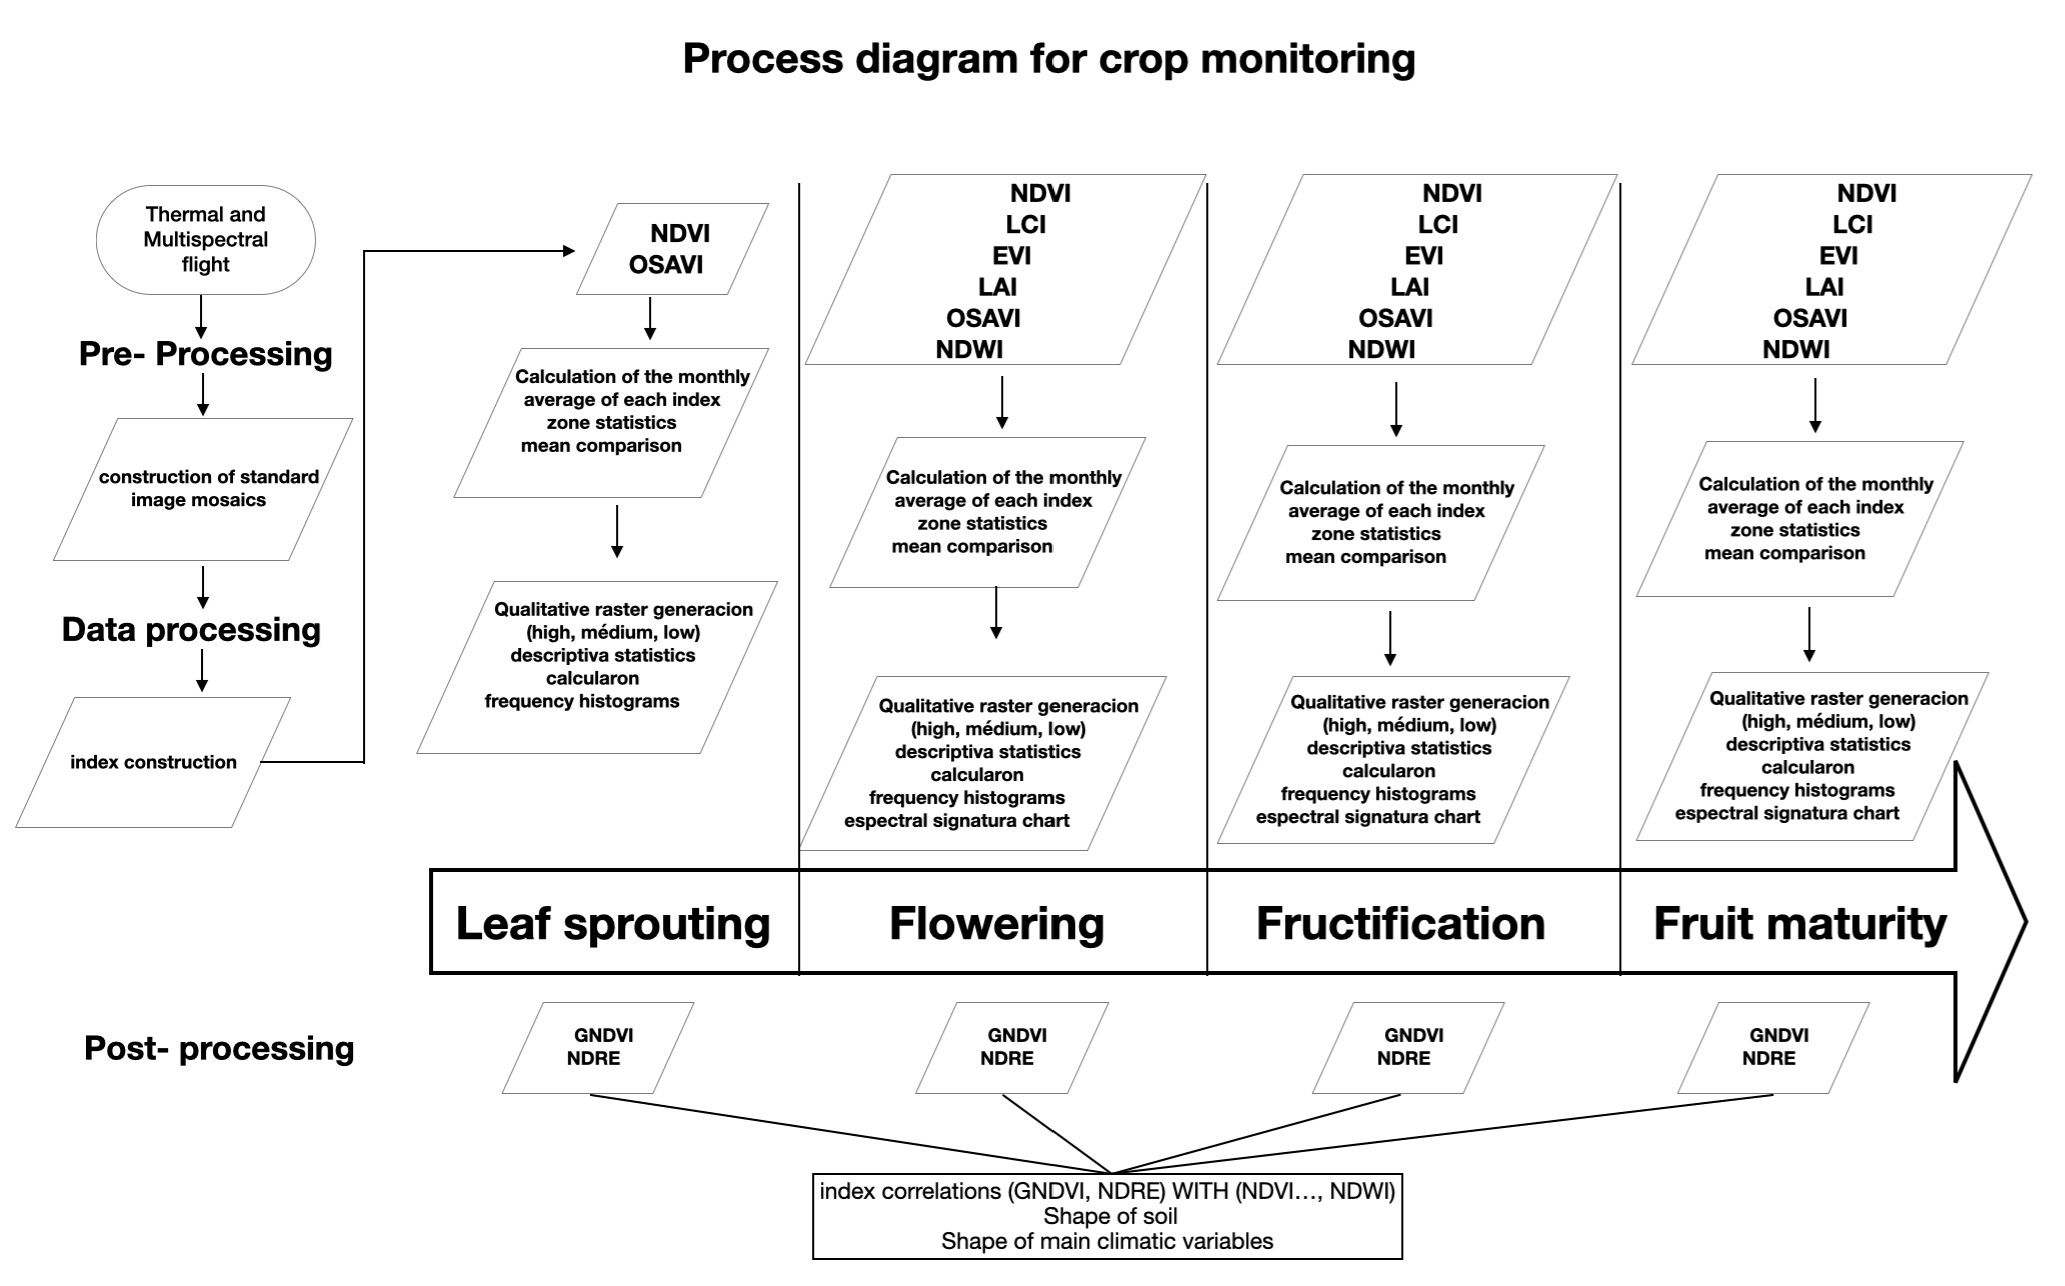 Process diagram for crop monitoring
Thermal and
Multispectral
flight
Pre- Processing
construction of standard
image mosaics
Data processing
index construction
NDVI
OSAVI
Calculation of the monthly
average of each index
zone statistics
mean comparison
Qualitative raster generacion
(high, médium, low)
descriptiva statistics
calcularon
frequency histograms
NDVI
LCI
EVI
LAI
OSAVI
NDWI
Calculation of the monthly
average of each index
zone statistics
mean comparison
Qualitative raster generacion
(high, médium, low)
descriptiva statistics
calcularon
frequency histograms
espectral signatura chart
NDVI
LCI
EVI
LAI
OSAVI
NDWI
Calculation of the monthly
average of each index
zone statistics
mean comparison
Qualitative raster generacion
(high, médium, low)
descriptiva statistics
calcularon
frequency histograms
espectral signatura chart
NDVI
LCI
EVI
LAI
OSAVI
NDWI
Calculation of the monthly
average of each index
zone statistics
mean comparison
Qualitative raster generacion
(high, médium, low)
descriptiva statistics
calcularon
frequency histograms
espectral signatura chart
Leaf sprouting
Flowering
Fructification
Fruit maturity
Post- processing
GNDVI
NDRE
GNDVI
NDRE
GNDVI
NDRE
GNDVI
NDRE
index correlations (GNDVI, NDRE) WITH (NDVI…, NDWI)
Shape of soil
Shape of main climatic variables